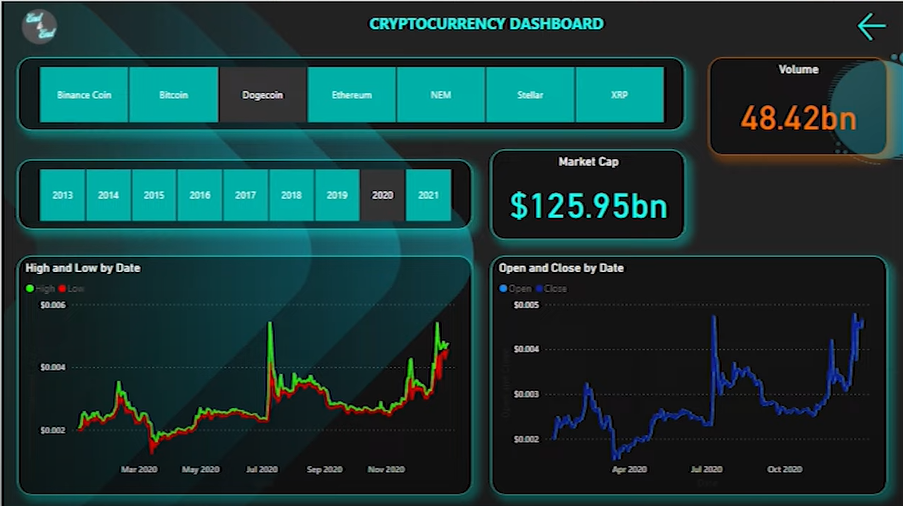 End
&
End
CRYPTOCURRENCY DASHBOARD
Binance Coin
Bitcoin
Dogecoin
Ethereum
NEM
Stellar
XRP
Volume
48.42bn
2013
2014
2015
2016
2017
2018
2019
2020
2021
Market Cap
$125.95bn
High and Low by Date
High
Low
$0.006
$0.004
$0.002
Mar 2020
May 2020
Jul 2020
Sep 2020
Nov 2020
Open and Close by Date
Open
Close
$0.005
$0.004
$0.003
$0.002
Apr 2020
Jul 2020
Oct 2020